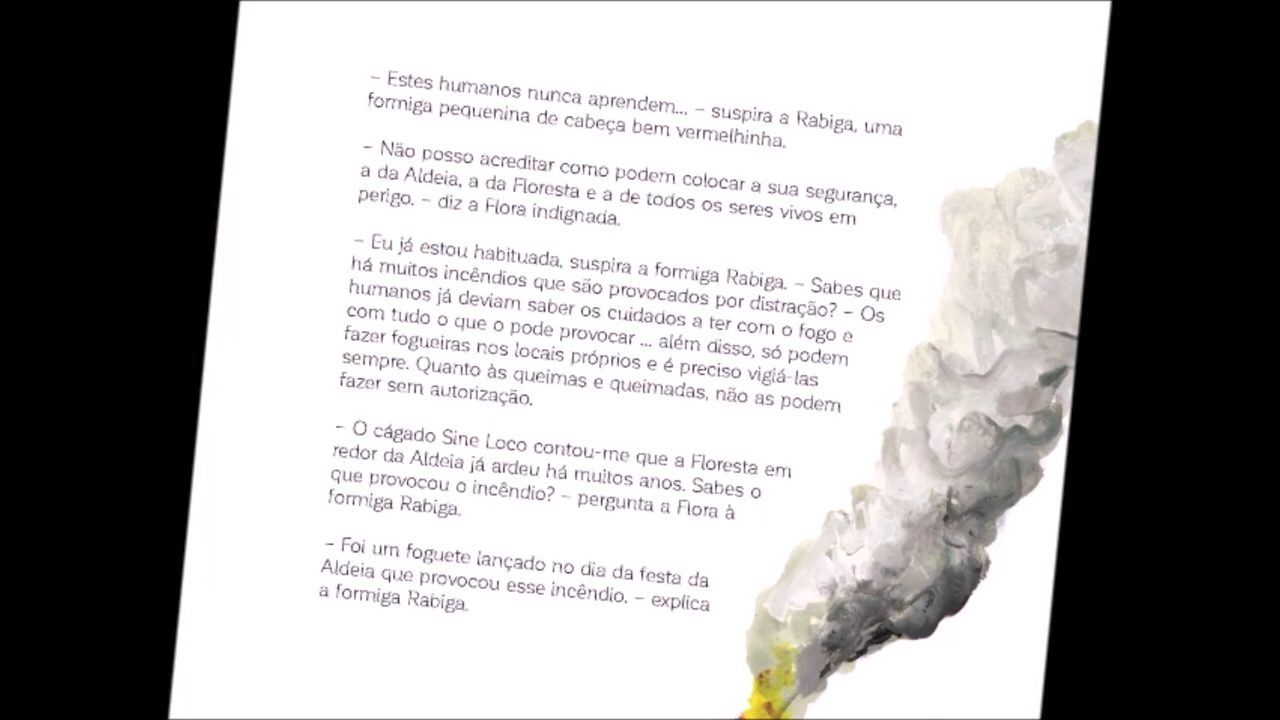 – Estes humanos nunca aprendem... – suspira a Rabiga, uma
formiga pequenina de cabeça bem vermelhinha.
– Não posso acreditar como podem colocar a sua segurança,
a da Aldeia, a da Floresta e a de todos os seres vivos em
perigo. – diz a Flora indignada.
– Eu já estou habituada, suspira a formiga Rabiga. – Sabes que
há muitos incêndios que são provocados por distração? – Os
humanos já deviam saber os cuidados a ter com o fogo e
com tudo o que o pode provocar ... além disso, só podem
fazer fogueiras nos locais próprios e é preciso vigiá-las
sempre. Quanto às queimas e queimadas, não as podem
fazer sem autorização.
– O cágado Sine Loco contou-me que a Floresta em
redor da Aldeia já ardeu há muitos anos. Sabes o
que provocou o incêndio? – pergunta a Flora à
formiga Rabiga.
– Foi um foguete lançado no dia da festa da
Aldeia que provocou esse incêndio. – explica
a formiga Rabiga.